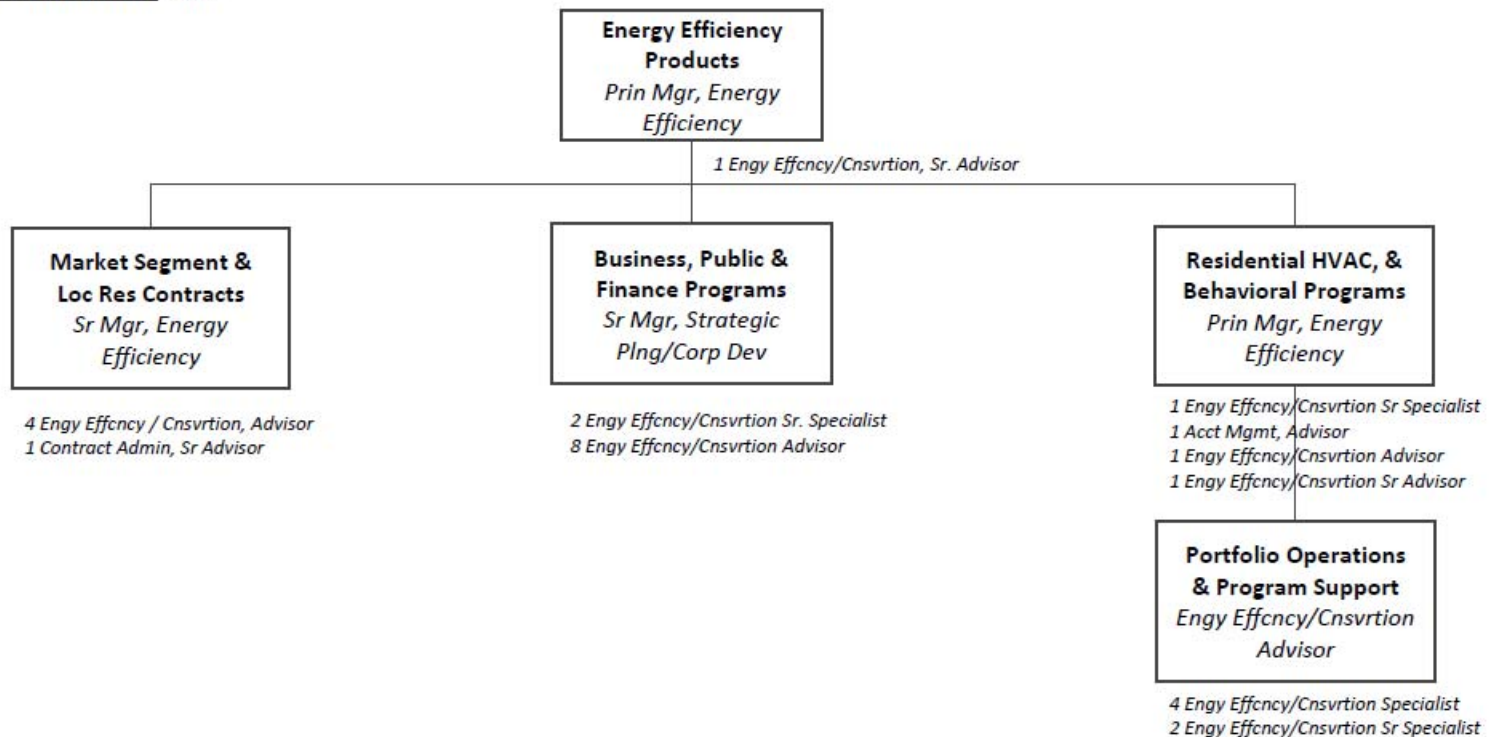 Energy Efficiency
Products
Prin Mgr, Energy
Efficiency
1 Engy Effcncy/Cnsvrtion, Sr. Advisor
Market Segment &
Loc Res Contracts
Sr Mgr, Energy
Efficiency
4 Engy Effcncy / Cnsvrtion, Advisor
1 Contract Admin, Sr Advisor
Business, Public &
Finance Programs
Sr Mgr, Strategic
Plng/Corp Dev
2 Engy Effcncy/Cnsvrtion Sr. Specialist
8 Engy Effcncy/Cnsvrtion Advisor
Residential HVAC, &
Behavioral Programs
Prin Mgr, Energy
Efficiency
1 Engy Effcncy/Cnsvrtion Sr Specialist
1 Acct Mgmt, Advisor
1 Engy Effcncy/Cnsvrtion Advisor
1 Engy Effcncy/Cnsvrtion Sr Advisor
Portfolio Operations
& Program Support
Engy Effcncy/Cnsvrtion
Advisor
4 Engy Effcncy/Cnsvrtion Specialist
2 Engy Effcncy/Cnsvrtion Sr Specialist